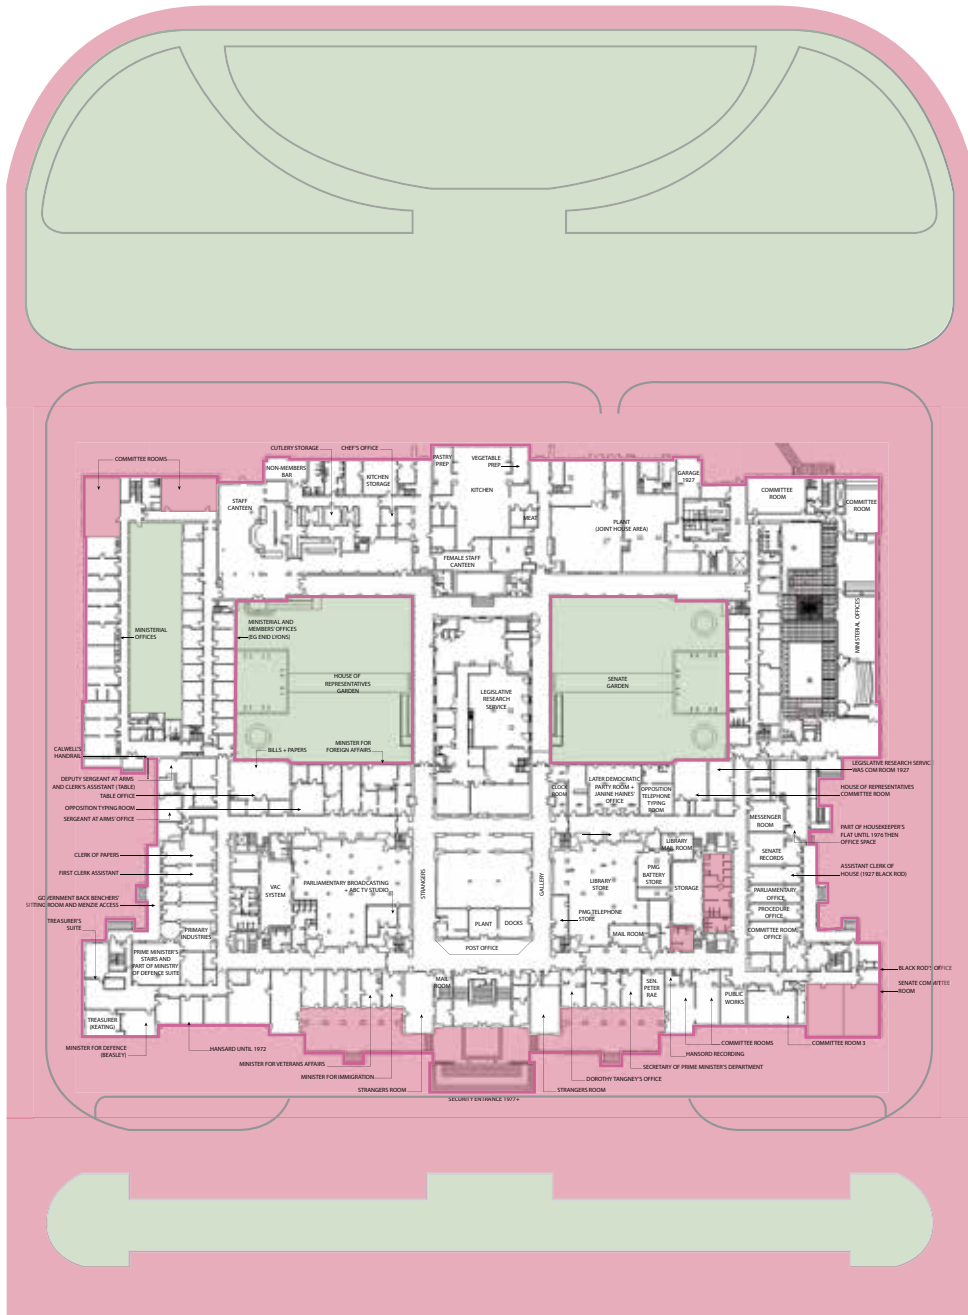 CUTLERY STORAGE
CHEF'S OFFICE
COMMITTEE ROOMS
PASTRY
PREP
VEGETABLE
PREP
NON-MEMBERS
BAR
KITCHEN
STORAGE
GARAGE
1927
KITCHEN
COMMITTEE
ROOM
COMMITTEE
ROOM
STAFF
CANTEEN
MEAT
PLANT
(JOINT HOUSE AREA)
FEMALE STAFF
CANTEEN
MINISTERIAL
OFFICES
MINISTERIAL AND
MEMBERS' OFFICES
(EG ENID LYONS)
MINISTERIAL OFFICES
HOUSE OF
REPRESENTATIVES
GARDEN
SENATE
GARDEN
LEGISLATIVE
RESEARCH
SERVICE
CALWELL'S
HANDRAIL
BILLS + PAPERS
MINISTER FOR
FOREIGN AFFAIRS
DEPUTY SERGEANT AT ARMS
AND CLERK'S ASSISTANT (TABLE)
TABLE OFFICE
OPPOSITION TYPING ROOM
SERGEANT AT ARMS' OFFICE
CLOCK
ROOM
LATER DEMOCRATIC
PARTY ROOM +
JANINE HAINES'
OFFICE
OPPOSITION
TELEPHONE
TYPING
ROOM
LEGISLATIVE RESEARCH SERVIC
WAS COM ROOM 1927
HOUSE OF REPRESENTATIVES
COMMITTEE ROOM
MESSENGER
ROOM
PART OF HOUSEKEEPER'S
FLAT UNTIL 1976 THEN
OFFICE SPACE
CLERK OF PAPERS
FIRST CLERK ASSISTANT
LIBRARY
MAIL ROOM
SENATE
RECORDS
ASSISTANT CLERK OF
HOUSE (1927 BLACK ROD)
VAC
SYSTEM
PARLIAMENTARY BROADCASTING
+ ABC TV STUDIO
STRANGERS
GALLERY
LIBRARY
STORE
PMG
BATTERY
STORE
STORAGE
PARLIAMENTARY
OFFICE
GOVERNMENT BACK BENCHERS'
SITTING ROOM AND MENZIE ACCESS
PROCEDURE
OFFICE
TREASURER'S
SUITE
PLANT
DOCKS
PMG TELEPHONE
STORE
PRIMARY
INDUSTRIES
MAIL ROOM
COMMITTEE ROOM
OFFICE
POST OFFICE
PRIME MINISTER'S
STAIRS AND
PART OF MINISTRY
OF DEFENCE SUITE
BLACK ROD'S OFFICE
MAIL
ROOM
SEN.
PETER
RAE
PUBLIC
WORKS
SENATE COMMITTEE
ROOM
TREASURER
(KEATING)
MINISTER FOR DEFENCE
(BEASLEY)
HANSARD UNTIL 1972
COMMITTEE ROOMS
COMMITTEE ROOM 3
HANSORD RECORDING
MINISTER FOR VETERANS AFFAIRS
SECRETARY OF PRIME MINISTER'S DEPARTMENT
MINISTER FOR IMMIGRATION
DOROTHY TANGNEY'S OFFICE
STRANGERS ROOM
STRANGERS ROOM
SECURITY ENTRANCE 1977+